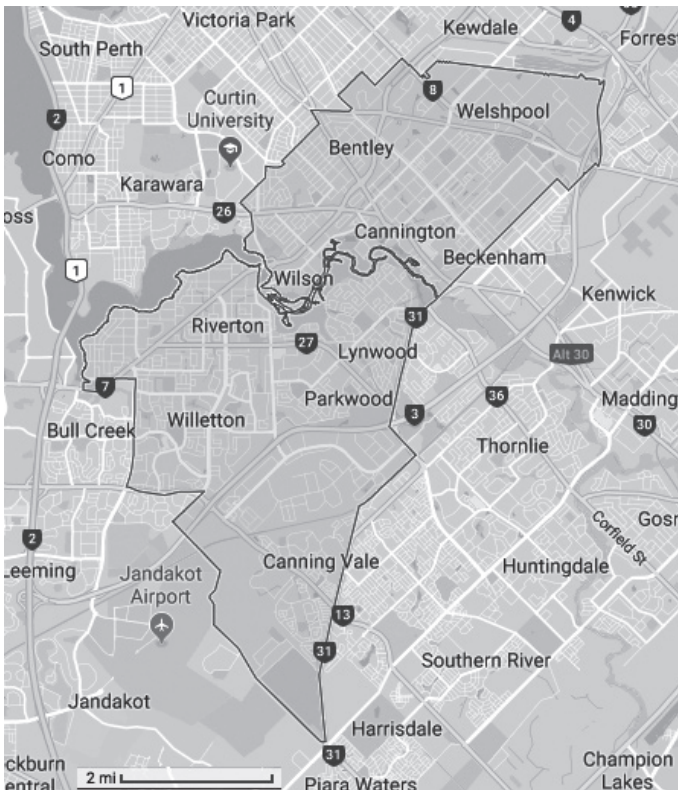 Victoria Park
Kewdale
4
South Perth
Forres
1
8
Curtin
University
Welshpool
2
Bentley
Como
Karawara
oss
26
Cannington
Beckenham
1
Wilson
Kenwick
31
Riverton
27
Lynwood
Alt 30
7
Parkwood
36
Madding
3
30
Willetton
Bull Creek
Thornlie
Gosr
Corfield St
2
Canning Vale
Leeming
Jandakot
Airport
Huntingdale
13
31
Southern River
Jandakot
Harrisdale
31
ockburn
entral
Champion
Lakes
2 mi
Piara Waters